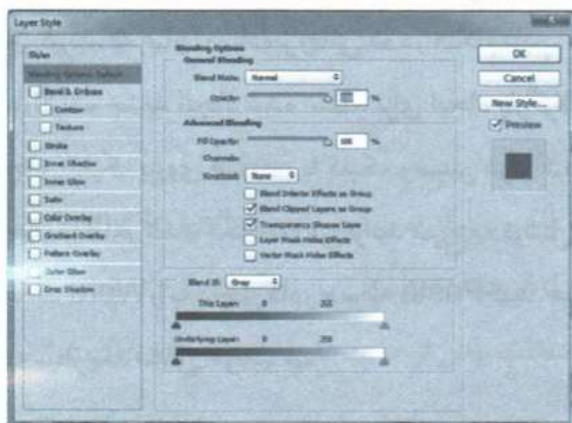 Layer Style
Styles
Blending Options: Default
Bevel & Emboss
Contour
Texture
Stroke
Inner Shadow
Inner Glow
Satin
Color Overlay
Gradient Overlay
Pattern Overlay
Outer Glow
Drop Shadow
Blending Options
General Blending
Blend Mode: Normal
Opacity: %
Advanced Blending
Fill Opacity: 100 %
Channels:
Knockout: None
Blend Interior Effects as Group
Blend Clipped Layers as Group
Transparency Shapes Layer
Layer Mask Hides Effects
Vector Mask Hides Effects
Blend If: Gray
This Layer: 0 255
Underlying Layer: 0 255
OK
Cancel
New Style...
Preview